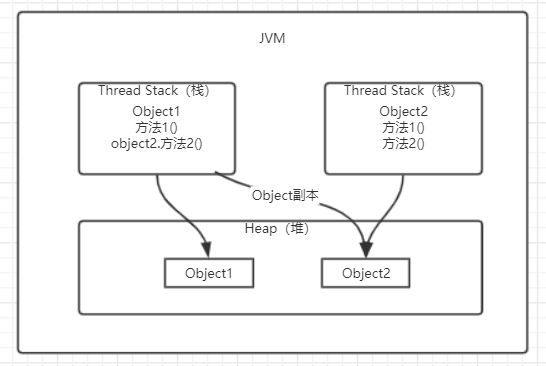 JVM
Thread Stack（栈）
Object1
方法1()
object2.方法2()
Thread Stack（栈）
Object2
方法1()
方法2()
Object副本
Heap（堆）
Object1
Object2